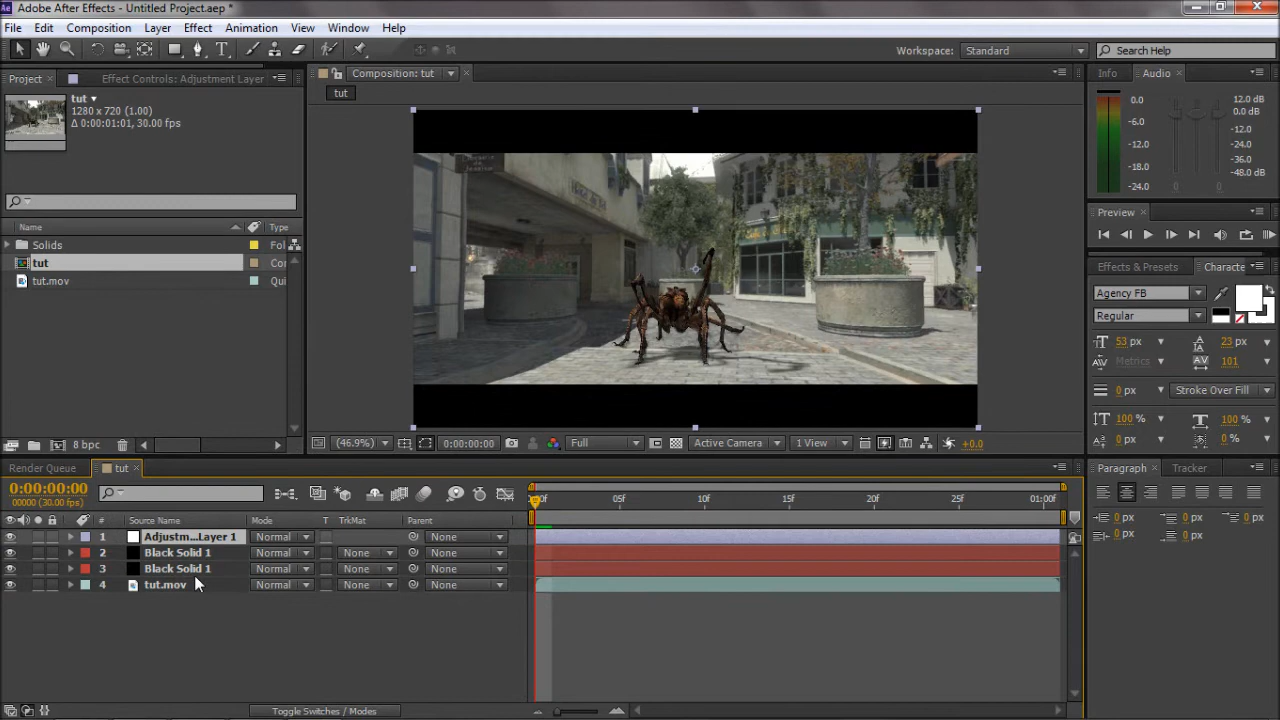 Adobe After Effects - Untitled Project.aep *
File Edit Composition Layer Effect Animation View Window Help
Workspace: Standard Search Help
Project Effect Controls: Adjustment Layer
tut
1280 x 720 (1.00)
Δ 0:00:01:01, 30.00 fps
Name Type
Solids Fol
tut Cor
tut.mov Qui
8 bpc
Composition: tut
tut
(46.9%) 0:00:00:00 Full Active Camera 1 View +0.0
Info Audio
0.0 12.0 dB
0.0 dB
-6.0 -12.0
-12.0 -24.0
-18.0 -36.0
-24.0 0 0 -48.0 dB
Preview
Effects & Presets Characte
Agency FB
Regular
53 px 23 px
Metrics 101
0 px Stroke Over Fill
100 % 100 %
0 px 0 %
Paragraph Tracker
0 px 0 px 0 px
0 px 0 px
Render Queue tut
0:00:00:00
00000 (30.00 fps)
# Source Name Mode T TrkMat Parent
:00f 05f 10f 15f 20f 25f 01:00f
1 Adjustm...Layer 1 Normal None
2 Black Solid 1 Normal None None
3 Black Solid 1 Normal None None
4 tut.mov Normal None None
Toggle Switches / Modes